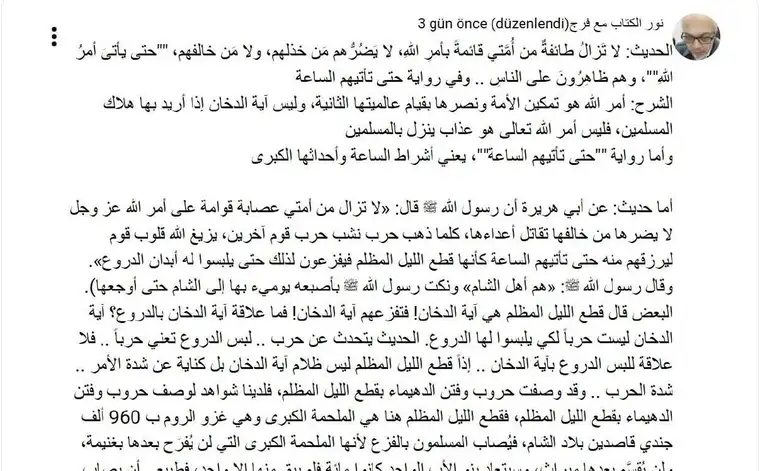 نور الكتاب مع فرج(düzenlendi) 3 gün önce
الحديث: لا تَزالُ طائفةٌ من أُمَّتي قائمةً بأمرِ اللهِ، لا يَضُرُّهم مَن خذلهم، ولا مَن خالفهم، ""حتى يأتىَ أمرُ
اللهِ""، وهم ظاهِرُونَ على الناسِ .. وفي رواية حتى تأتيهم الساعة
الشرح: أمر الله هو تمكين الأمة ونصرها بقيام عالميتها الثانية، وليس آية الدخان إذا أريد بها هلاك
المسلمين، فليس أمر الله تعالى هو عذاب ينزل بالمسلمين
وأما رواية ""حتى تأتيهم الساعة""، يعني أشراط الساعة وأحداثها الكبرى
أما حديث: عن أبي هريرة أن رسول الله ﷺ قال: «لا تزال من أمتي عصابة قوامة على أمر الله عز وجل
لا يضرها من خالفها تقاتل أعداءها، كلما ذهب حرب نشب حرب قوم آخرين، يزيغ الله قلوب قوم
ليرزقهم منه حتى تأتيهم الساعة كأنها قطع الليل المظلم فيفزعون لذلك حتى يلبسوا له أبدان الدروع».
وقال رسول الله ﷺ: «هم أهل الشام» ونكت رسول الله ﷺ بأصبعه يوميء بها إلى الشام حتى أوجعها).
البعض قال قطع الليل المظلم هي آية الدخان! فتفزعهم آية الدخان! فما علاقة آية الدخان بالدروع؟ آية
الدخان ليست حرباً لكي يلبسوا لها الدروع. الحديث يتحدث عن حرب .. لبس الدروع تعني حرباً .. فلا
علاقة للبس الدروع بآية الدخان .. إذاً قطع الليل المظلم ليس ظلام آية الدخان بل كناية عن شدة الأمر ..
شدة الحرب .. وقد وصفت حروب وفتن الدهيماء بقطع الليل المظلم، فلدينا شواهد لوصف حروب وفتن
الدهيماء بقطع الليل المظلم، فقطع الليل المظلم هنا هي الملحمة الكبرى وهي غزو الروم ب 960 ألف
جندي قاصدين بلاد الشام، فيُصاب المسلمون بالفزع لأنها الملحمة الكبرى التي لن يُفرَح بعدها بغنيمة،